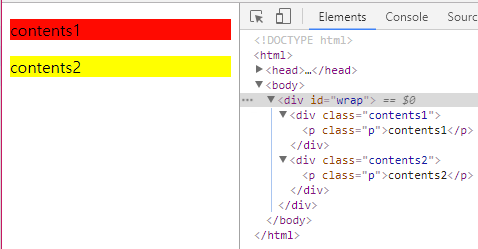 contents1
contents2
Elements Console Sources
<!DOCTYPE html>
<html>
▶<head>…</head>
▼<body>
••• ▼<div id="wrap"> == $0
▼<div class="contents1">
<p class="p">contents1</p>
</div>
▼<div class="contents2">
<p class="p">contents2</p>
</div>
</div>
</body>
</html>